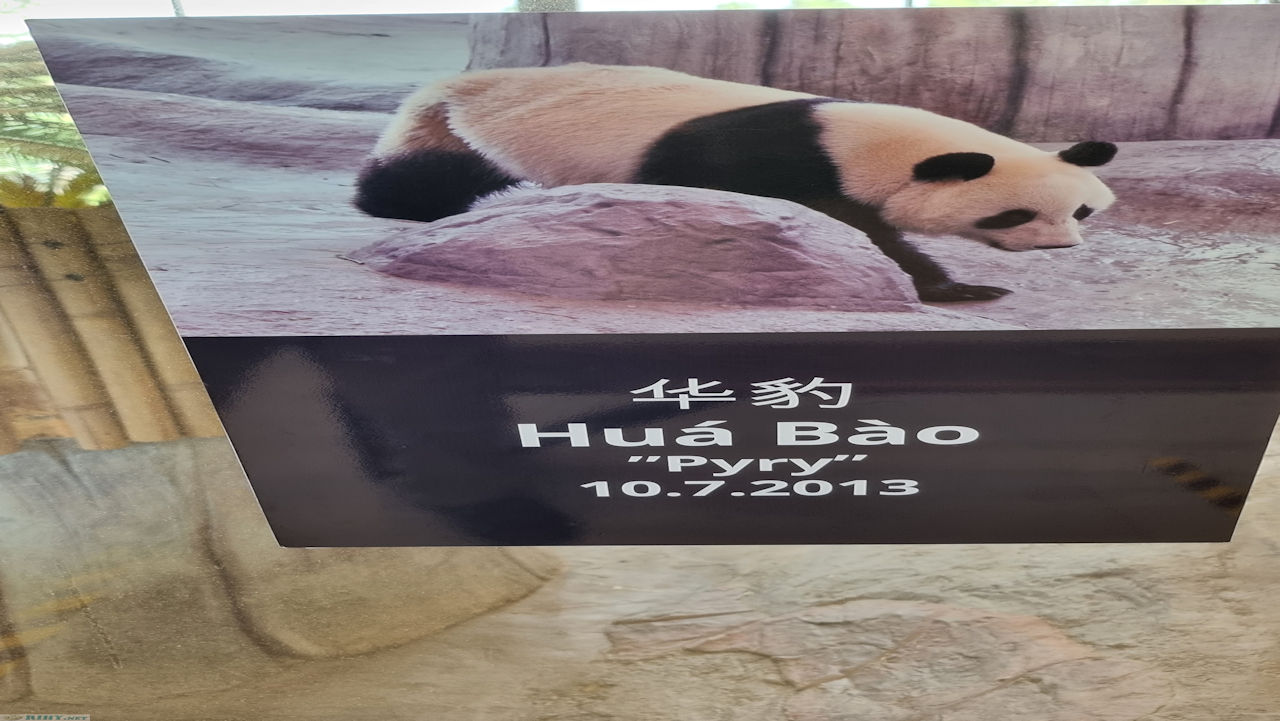 华豹
Huá Bào
"Pyry"
10.7.2013